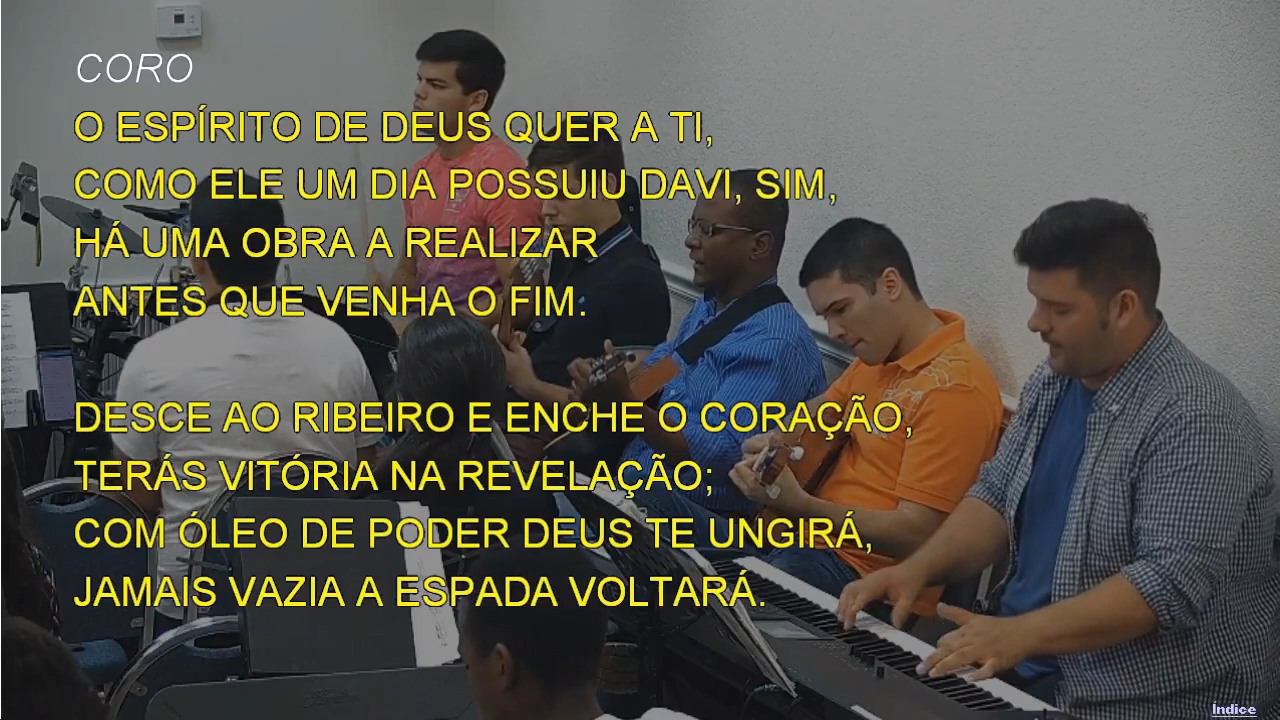 CORO
O ESPÍRITO DE DEUS QUER A TI,
COMO ELE UM DIA POSSUIU DAVI, SIM,
HÁ UMA OBRA A REALIZAR
ANTES QUE VENHA O FIM.
DESCE AO RIBEIRO E ENCHE O CORAÇÃO,
TERÁS VITÓRIA NA REVELAÇÃO;
COM ÓLEO DE PODER DEUS TE UNGIRÁ,
JAMAIS VAZIA A ESPADA VOLTARÁ.
Índice